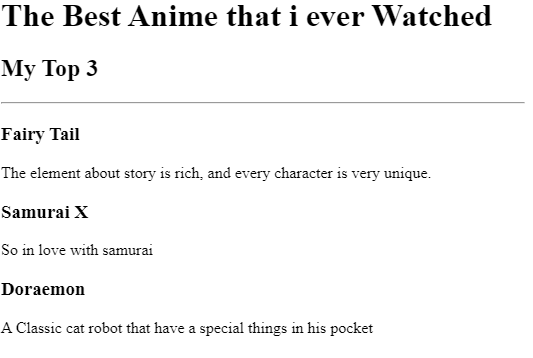 The Best Anime that i ever Watched
My Top 3
Fairy Tail
The element about story is rich, and every character is very unique.
Samurai X
So in love with samurai
Doraemon
A Classic cat robot that have a special things in his pocket